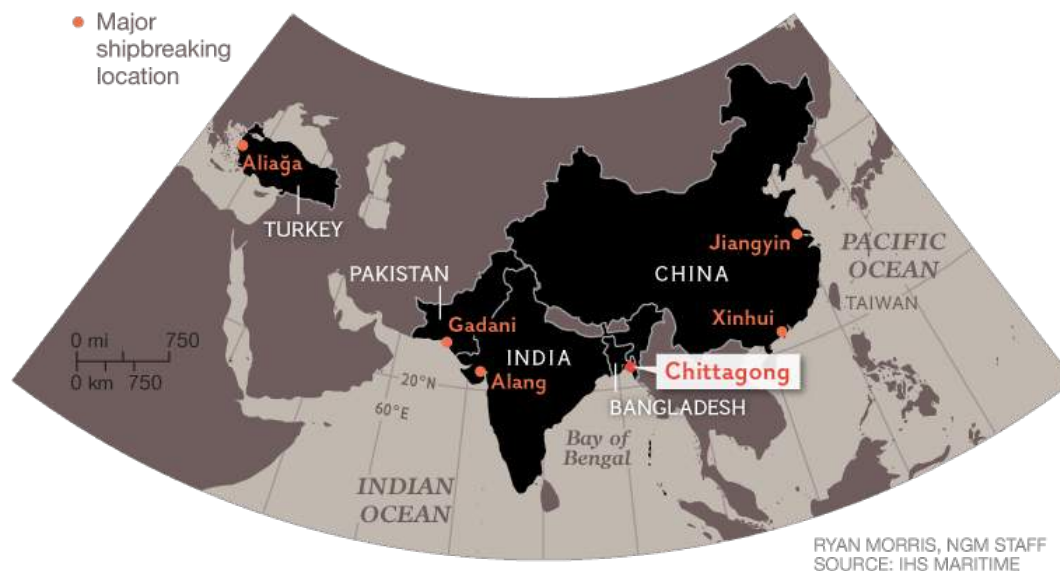 Major
shipbreaking
location
Aliağa
TURKEY
PAKISTAN
Gadani
Alang
INDIA
CHINA
Jiangyin
Xinhui
PACIFIC
OCEAN
TAIWAN
Chittagong
BANGLADESH
Bay of
Bengal
0 mi 750
0 km 750
20°N
60°E
INDIAN
OCEAN
RYAN MORRIS, NGM STAFF
SOURCE: IHS MARITIME